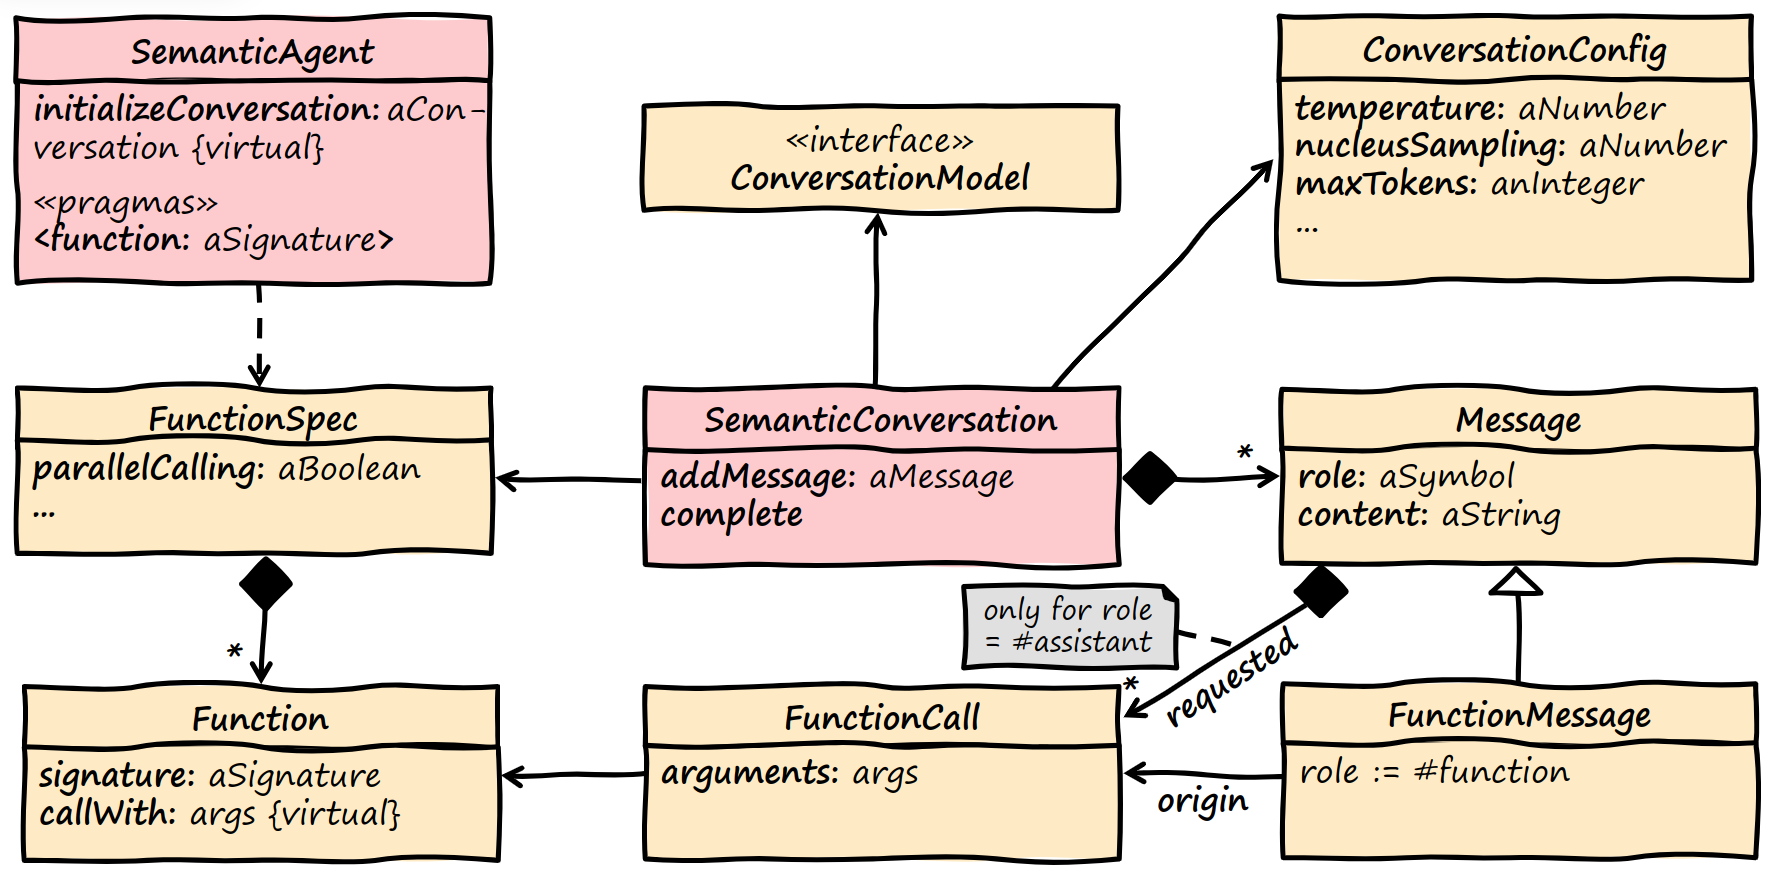 SemanticAgent
initializeConversation: aCon-
versation {virtual}
«pragmas»
<function: aSignature>
«interface»
ConversationModel
ConversationConfig
temperature: aNumber
nucleusSampling: aNumber
maxTokens: anInteger
...
FunctionSpec
parallelCalling: aBoolean
...
SemanticConversation
addMessage: aMessage
complete
*
Message
role: aSymbol
content: aString
only for role
= #assistant
requested
*
*
Function
signature: aSignature
callWith: args {virtual}
FunctionCall
arguments: args
origin
FunctionMessage
role := #function